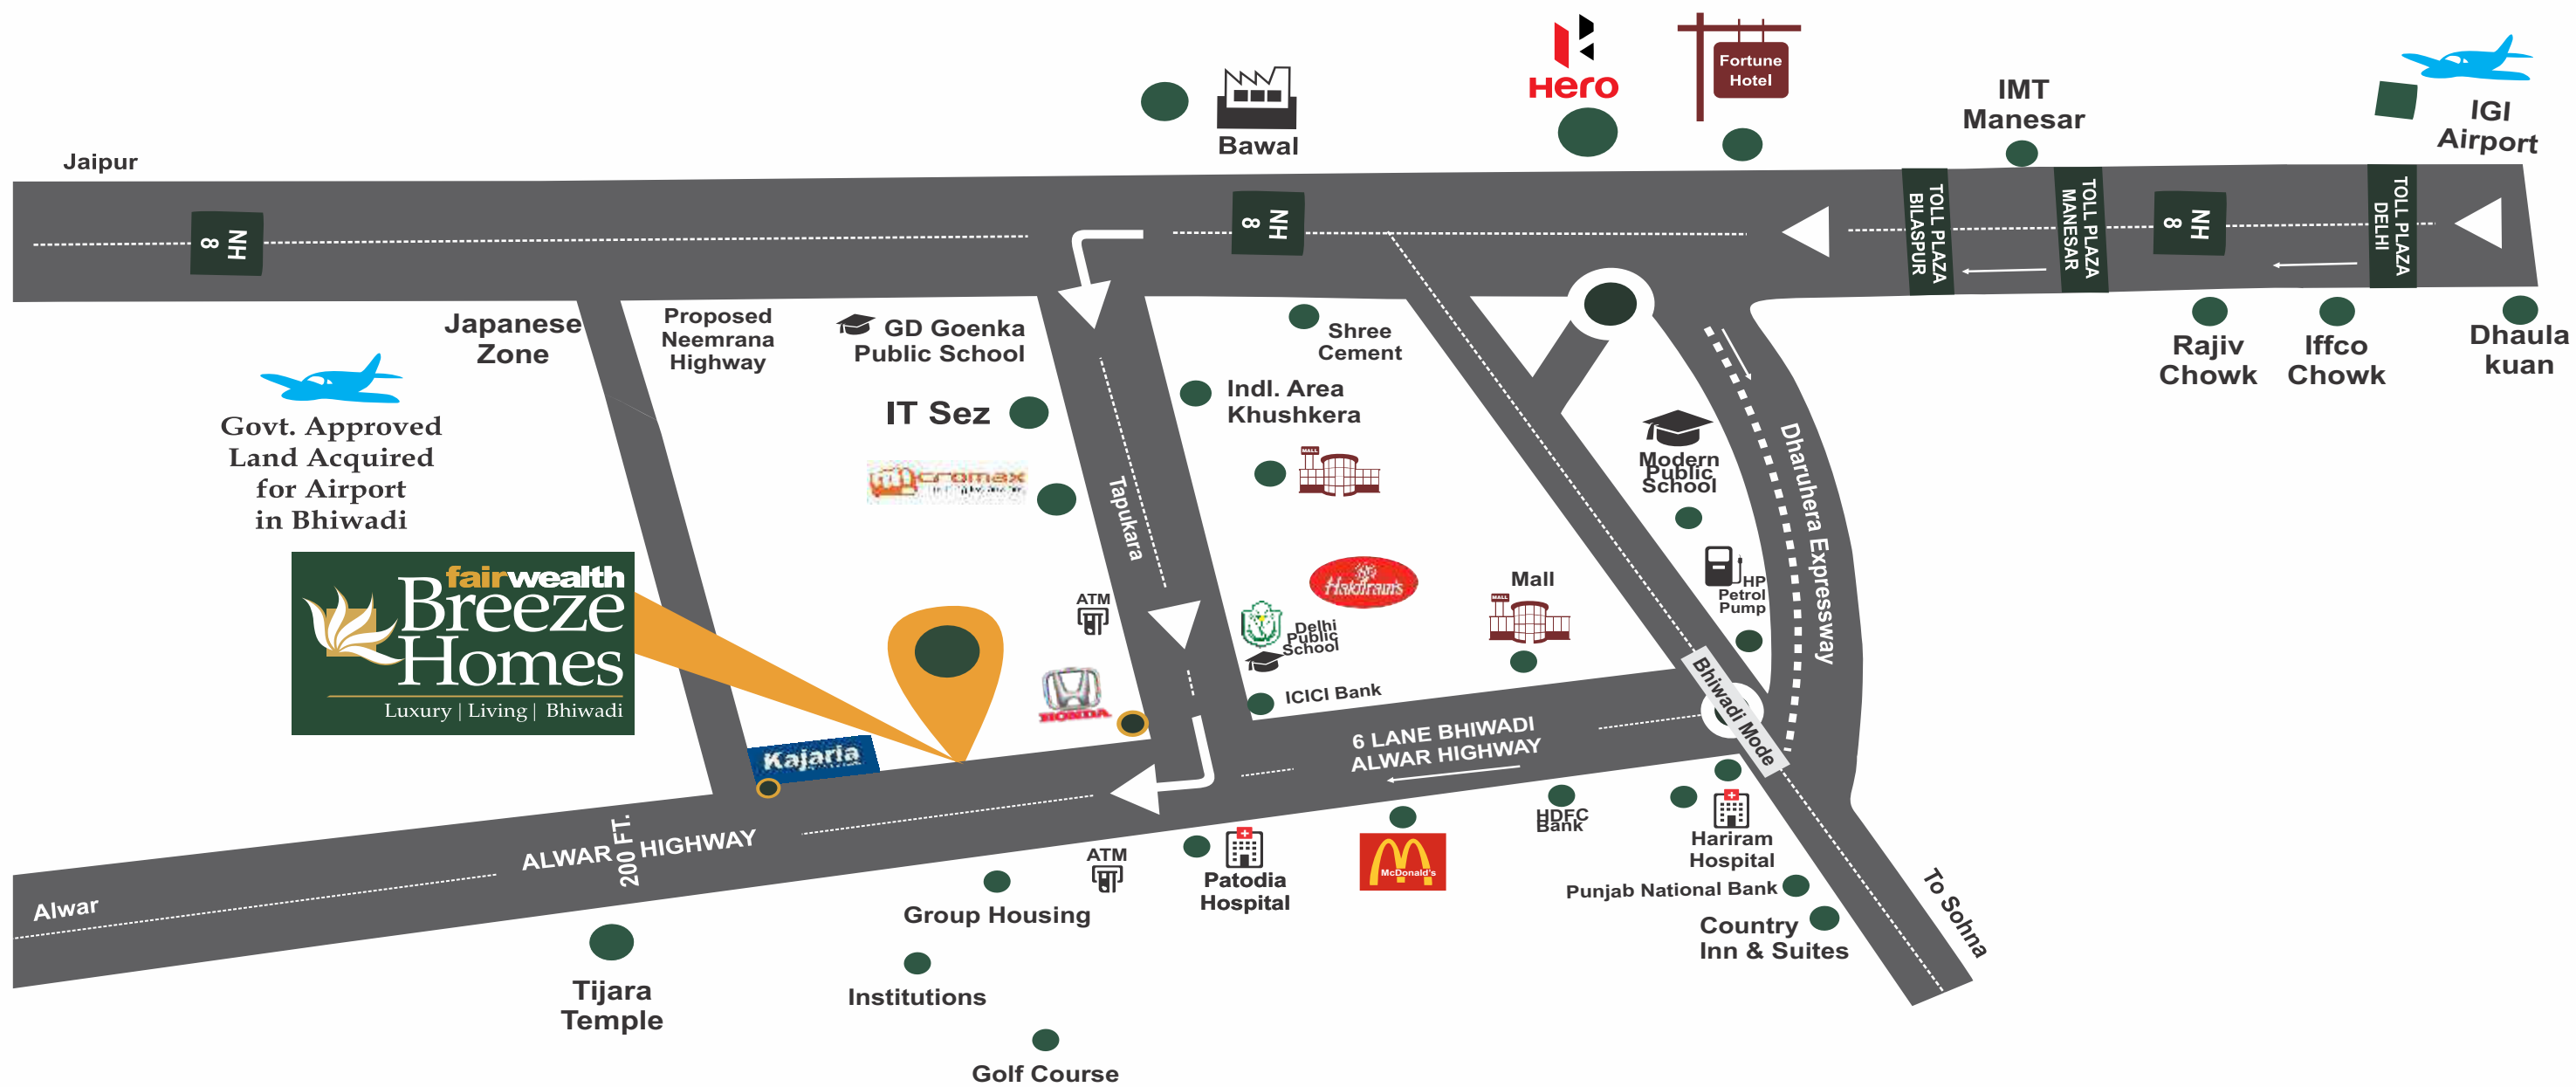 HERO
Fortune
Hotel
IMT
Manesar
IGI
Airport
Bawal
Jaipur
NH
8
NH
8
TOLL PLAZA
BILASPUR
TOLL PLAZA
MANESAR
NH
8
TOLL PLAZA
DELHI
Japanese
Zone
Proposed
Neemrana
Highway
GD Goenka
Public School
Shree
Cement
Rajiv
Chowk
Iffco
Chowk
Dhaula
kuan
Govt. Approved
Land Acquired
for Airport
in Bhiwadi
IT Sez
Indl. Area
Khushkera
MALL
Modern
Public
School
Dharuhera Expressway
cromax
Tapukara
fairwealth
Breeze
Homes
Luxury | Living | Bhiwadi
ATM
Haldiram's
Delhi
Public
School
Mall
MALL
HP
Petrol
Pump
HONDA
ICICI Bank
Bhiwadi Mode
Kajaria
6 LANE BHIWADI
ALWAR HIGHWAY
ALWAR HIGHWAY
200 FT.
Alwar
ATM
Patodia
Hospital
McDonald's
HDFC
Bank
Hariram
Hospital
Punjab National Bank
Country
Inn & Suites
To Sohna
Group Housing
Tijara
Temple
Institutions
Golf Course